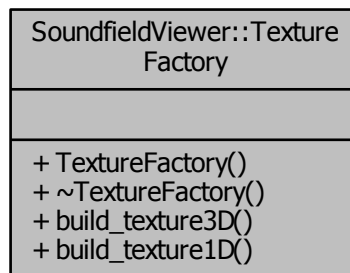 SoundfieldViewer::Texture
Factory
+ TextureFactory()
+ ~TextureFactory()
+ build_texture3D()
+ build_texture1D()